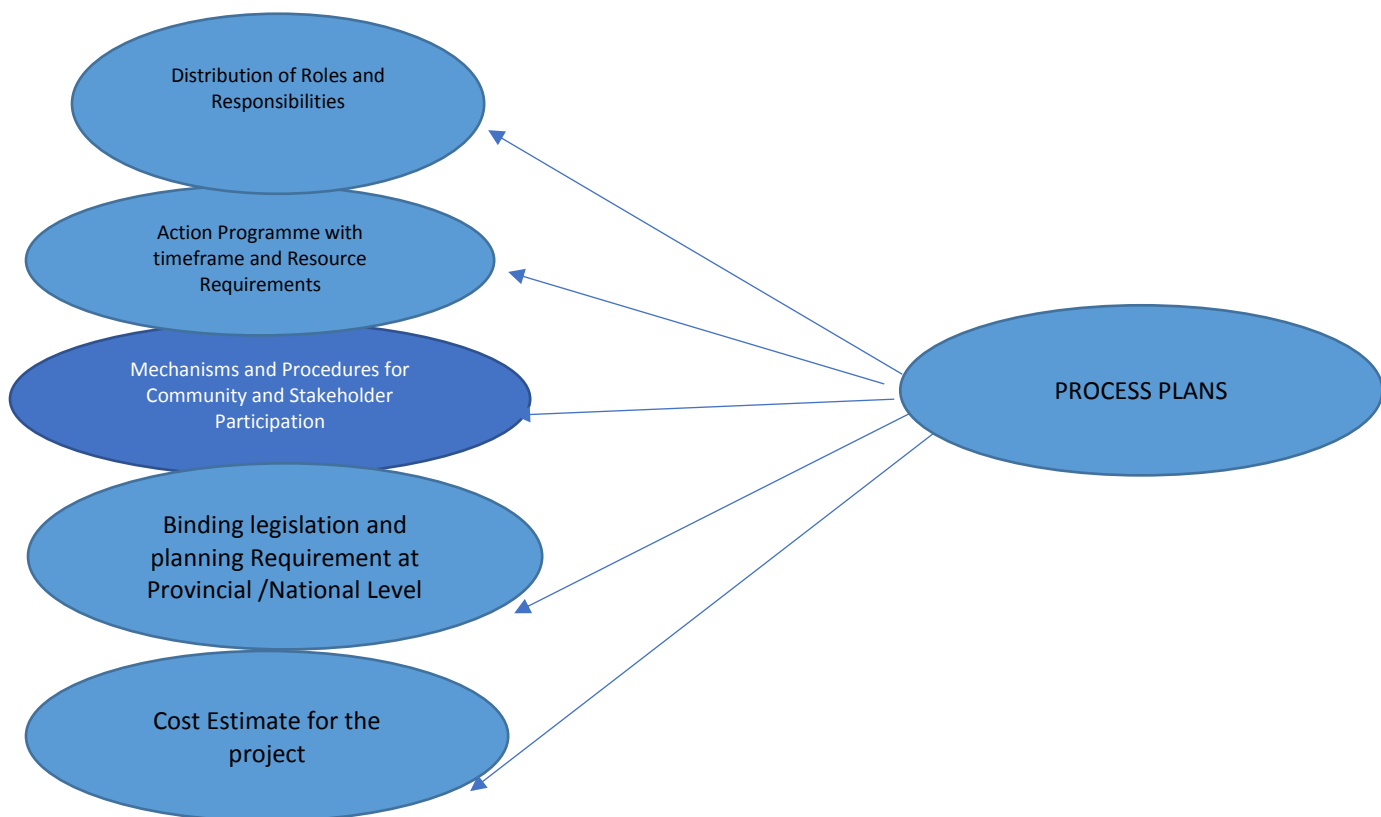 Distribution of Roles and
Responsibilities
Action Programme with
timeframe and Resource
Requirements
Mechanisms and Procedures for
Community and Stakeholder
Participation
Binding legislation and
planning Requirement at
Provincial /National Level
Cost Estimate for the
project
PROCESS PLANS